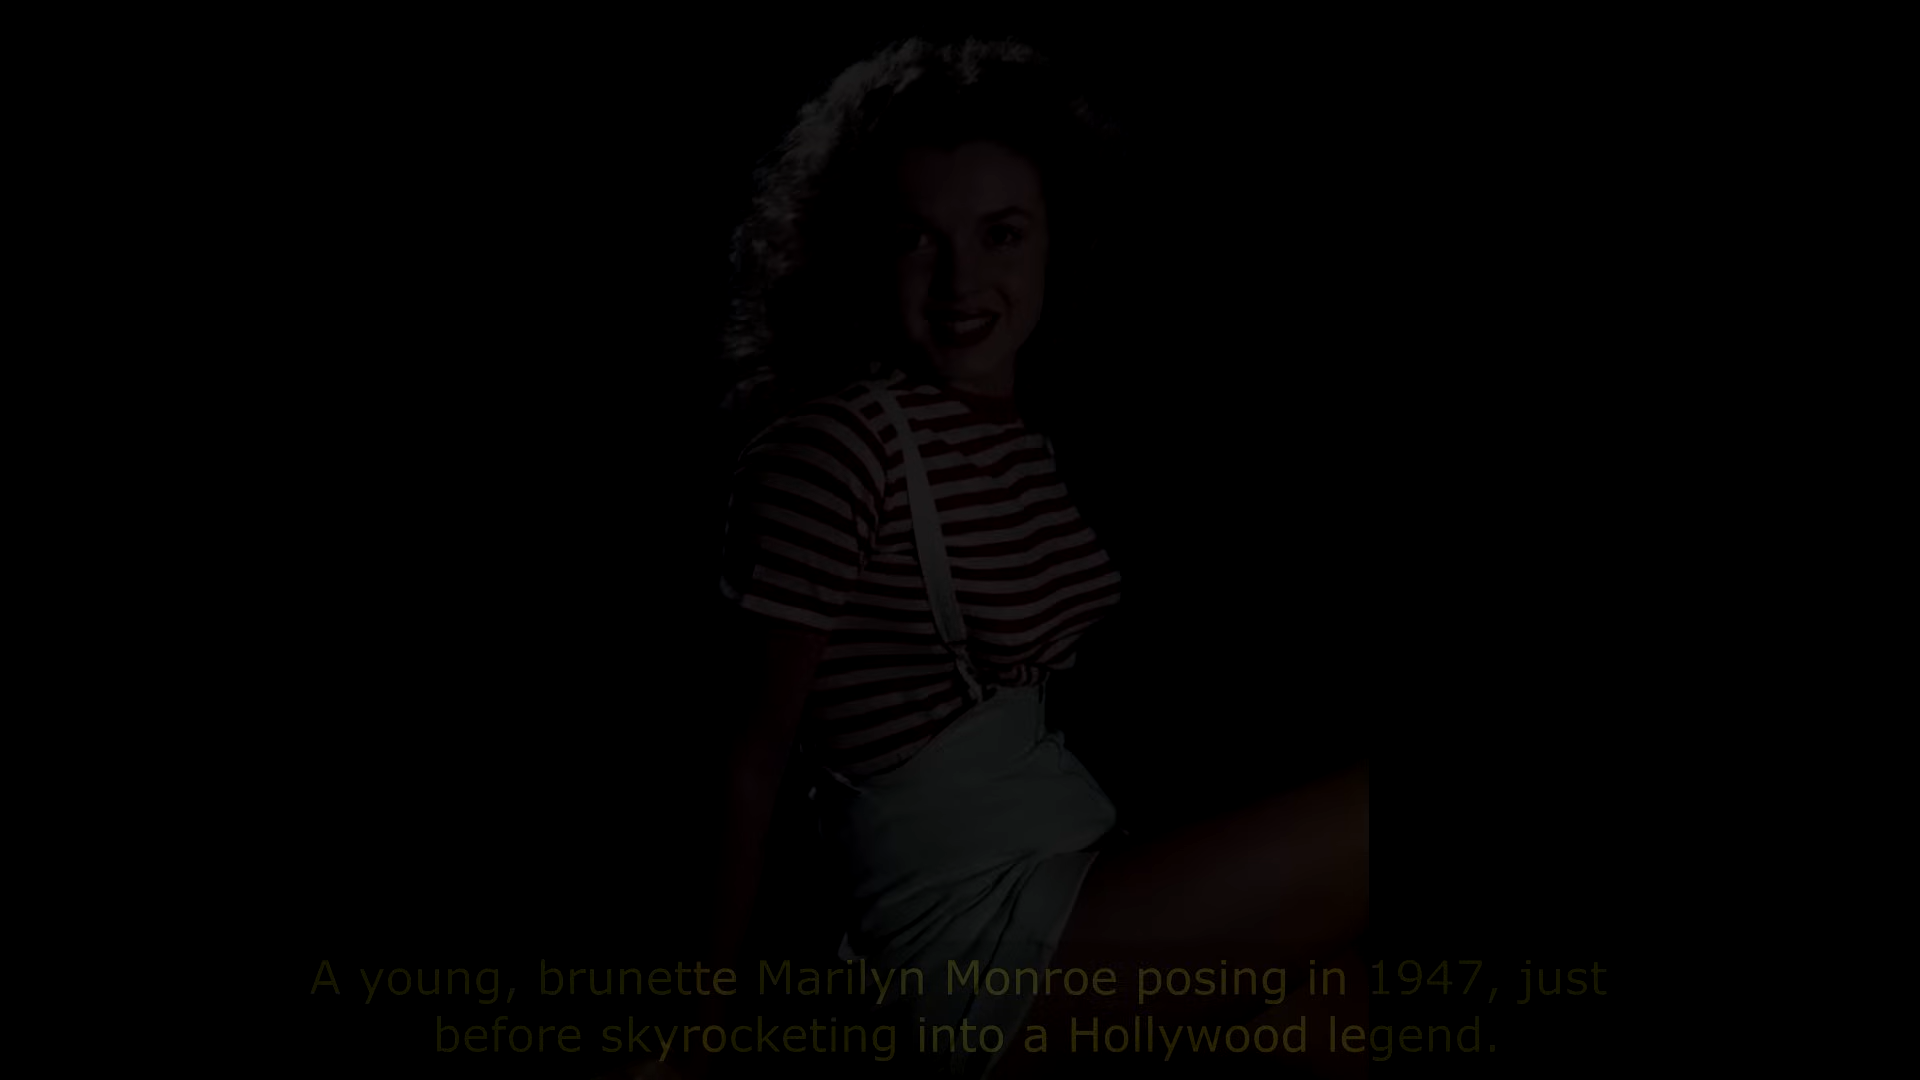 A young, brunette Marilyn Monroe posing in 1947, just
before skyrocketing into a Hollywood legend.